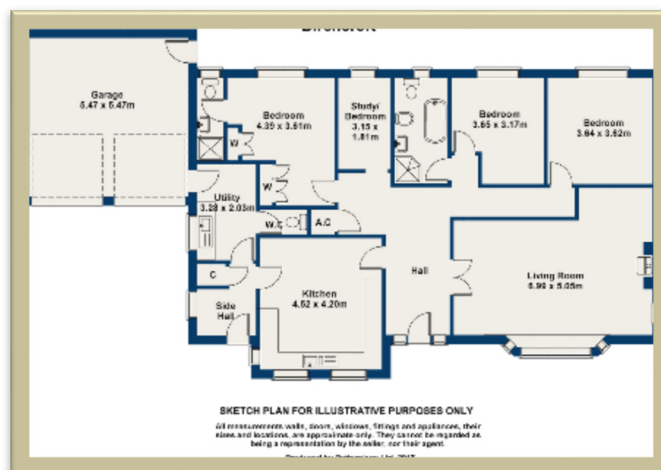 Garage
5.47 x 5.47m
Bedroom
4.39 x 3.61m
Study/
Bedroom
3.15 x
1.81m
Bedroom
3.65 x 3.17m
Bedroom
3.64 x 3.62m
W
W
Utility
3.28 x 2.03m
W.C
A.C
C
Side
Hall
Kitchen
4.52 x 4.20m
Hall
Living Room
6.99 x 5.05m
SKETCH PLAN FOR ILLUSTRATIVE PURPOSES ONLY
All measurements walls, doors, windows, fittings and appliances, their
sizes and locations, are approximate only. They cannot be regarded as
being a representation by the seller, nor their agent.